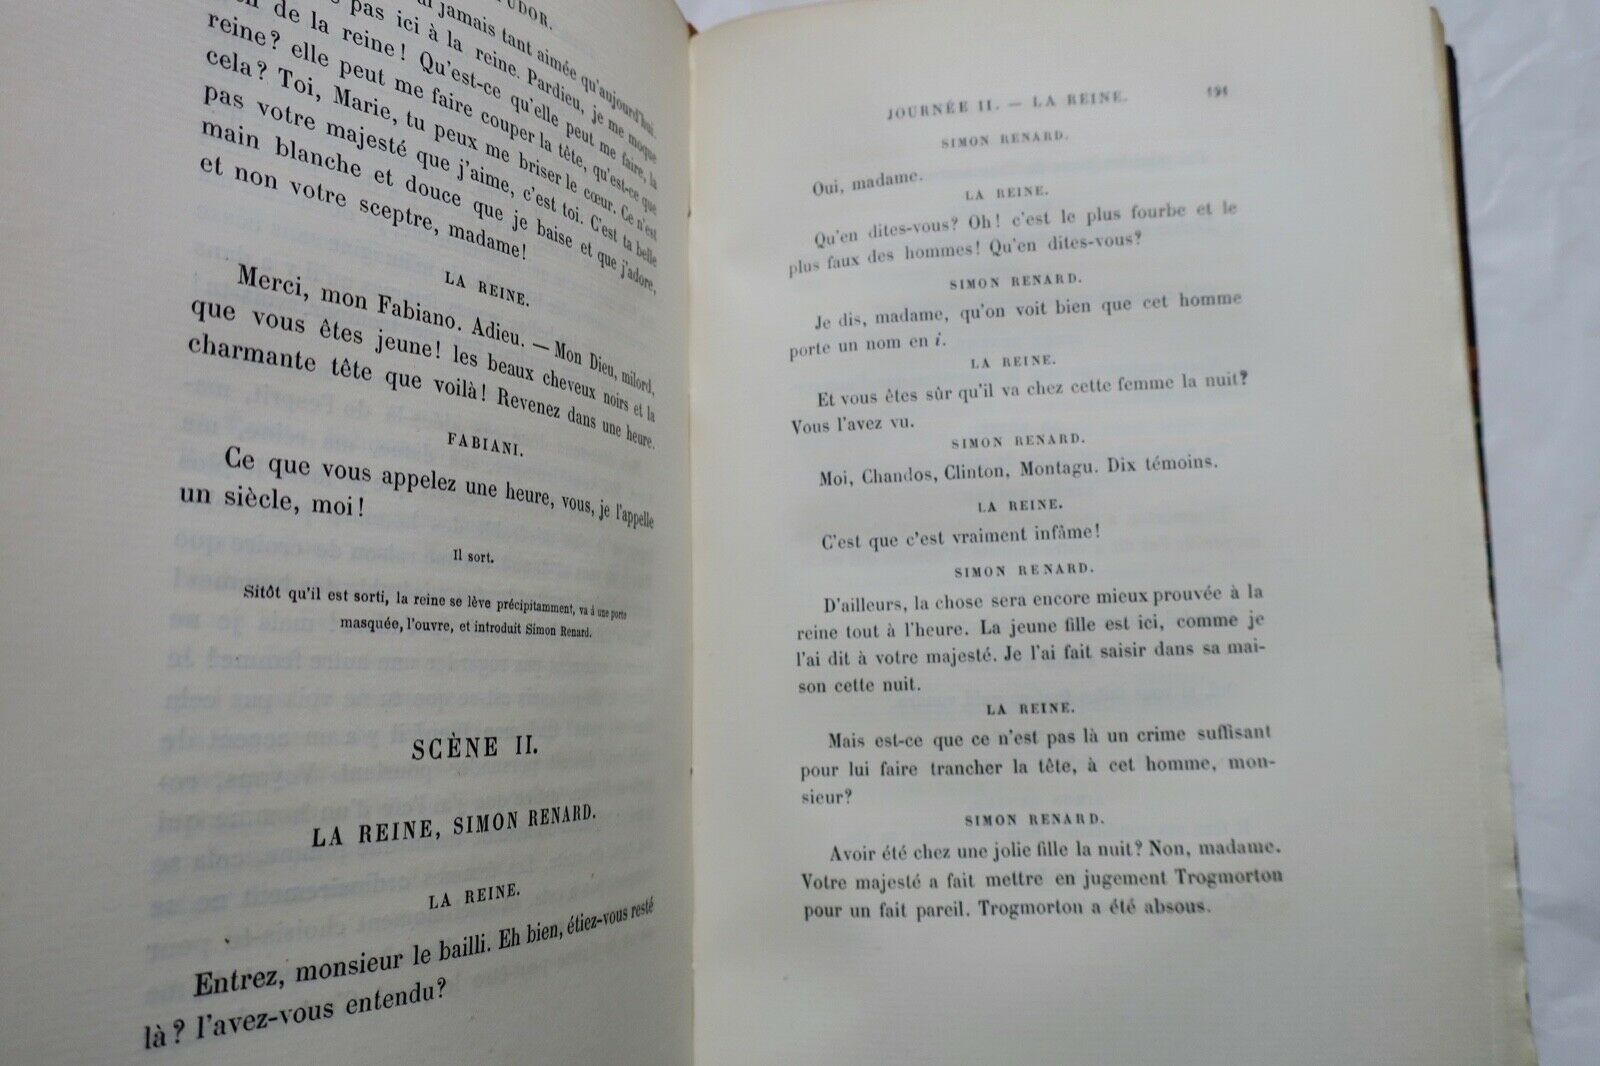 TUDOR.
jamais tant aimée qu'aujourd'hui.
pas ici à la reine. Pardieu, je me moque
de la reine! Qu'est-ce qu'elle peut me faire, la
reine? elle peut me faire couper la tête, qu'est-ce que
cela? Toi, Marie, tu peux me briser le cœur. Ce n'est
pas votre majesté que j'aime, c'est toi. C'est ta belle
main blanche et douce que je baise et que j'adore,
et non votre sceptre, madame!
LA REINE.
Merci, mon Fabiano. Adieu. — Mon Dieu, milord,
que vous êtes jeune! les beaux cheveux noirs et la
charmante tête que voilà! Revenez dans une heure.
FABIANI.
Ce que vous appelez une heure, vous, je l'appelle
un siècle, moi!
Il sort.
Sitôt qu'il est sorti, la reine se lève précipitamment, va à une porte
masquée, l'ouvre, et introduit Simon Renard.
SCÈNE II.
LA REINE, SIMON RENARD.
LA REINE.
Entrez, monsieur le bailli. Eh bien, étiez-vous resté
là? l'avez-vous entendu?
JOURNÉE II. — LA REINE. 191
SIMON RENARD.
Oui, madame.
LA REINE.
Qu'en dites-vous? Oh! c'est le plus fourbe et le
plus faux des hommes! Qu'en dites-vous?
SIMON RENARD.
Je dis, madame, qu'on voit bien que cet homme
porte un nom en i.
LA REINE.
Et vous êtes sûr qu'il va chez cette femme la nuit?
Vous l'avez vu.
SIMON RENARD.
Moi, Chandos, Clinton, Montagu. Dix témoins.
LA REINE.
C'est que c'est vraiment infâme!
SIMON RENARD.
D'ailleurs, la chose sera encore mieux prouvée à la
reine tout à l'heure. La jeune fille est ici, comme je
l'ai dit à votre majesté. Je l'ai fait saisir dans sa mai-
son cette nuit.
LA REINE.
Mais est-ce que ce n'est pas là un crime suffisant
pour lui faire trancher la tête, à cet homme, mon-
sieur?
SIMON RENARD.
Avoir été chez une jolie fille la nuit? Non, madame.
Votre majesté a fait mettre en jugement Trogmorton
pour un fait pareil. Trogmorton a été absous.